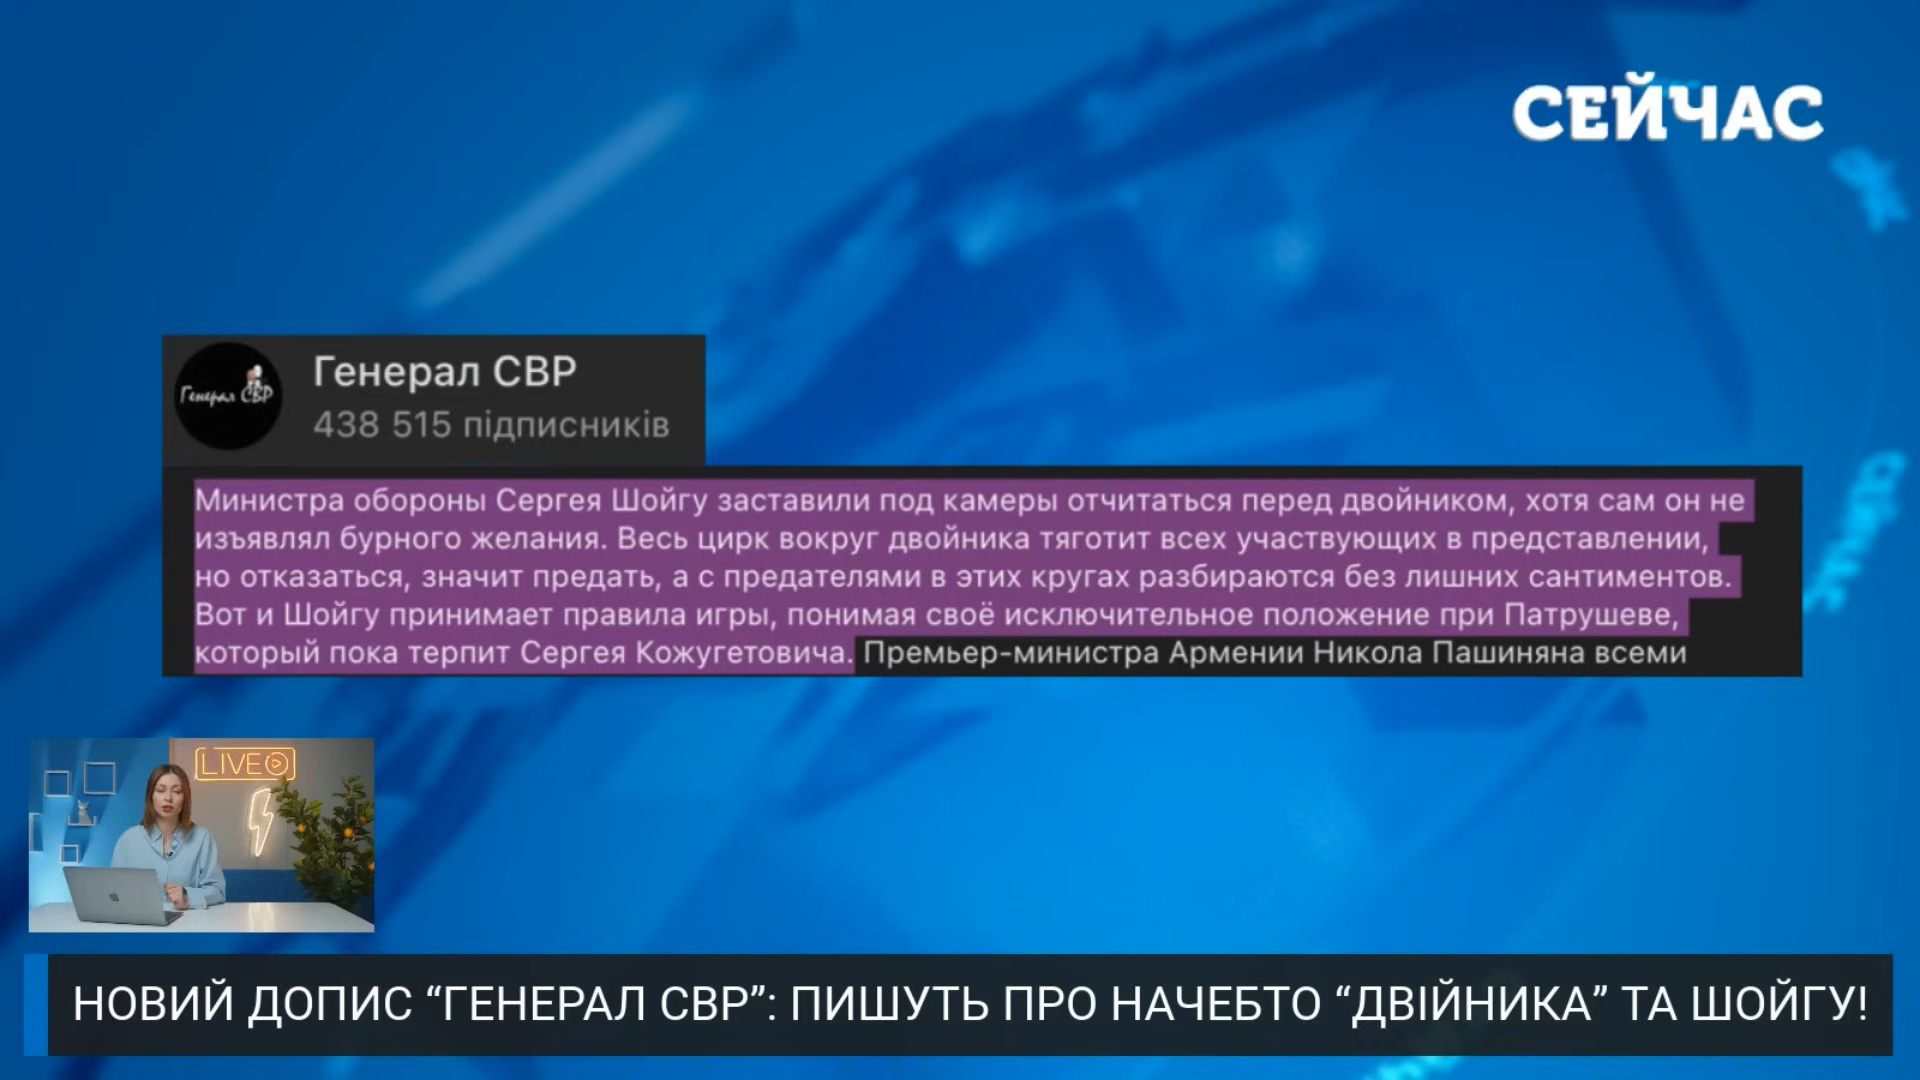 СЕЙЧАС
Генерал СВР
Генерал СВР
438 515 підписників
Министра обороны Сергея Шойгу заставили под камеры отчитаться перед двойником, хотя сам он не
изъявлял бурного желания. Весь цирк вокруг двойника тяготит всех участвующих в представлении,
но отказаться, значит предать, а с предателями в этих кругах разбираются без лишних сантиментов.
Вот и Шойгу принимает правила игры, понимая своё исключительное положение при Патрушеве,
который пока терпит Сергея Кожугетовича. Премьер-министра Армении Никола Пашиняна всеми
LIVE
НОВИЙ ДОПИС “ГЕНЕРАЛ СВР”: ПИШУТЬ ПРО НАЧЕБТО “ДВІЙНИКА” ТА ШОЙГУ!